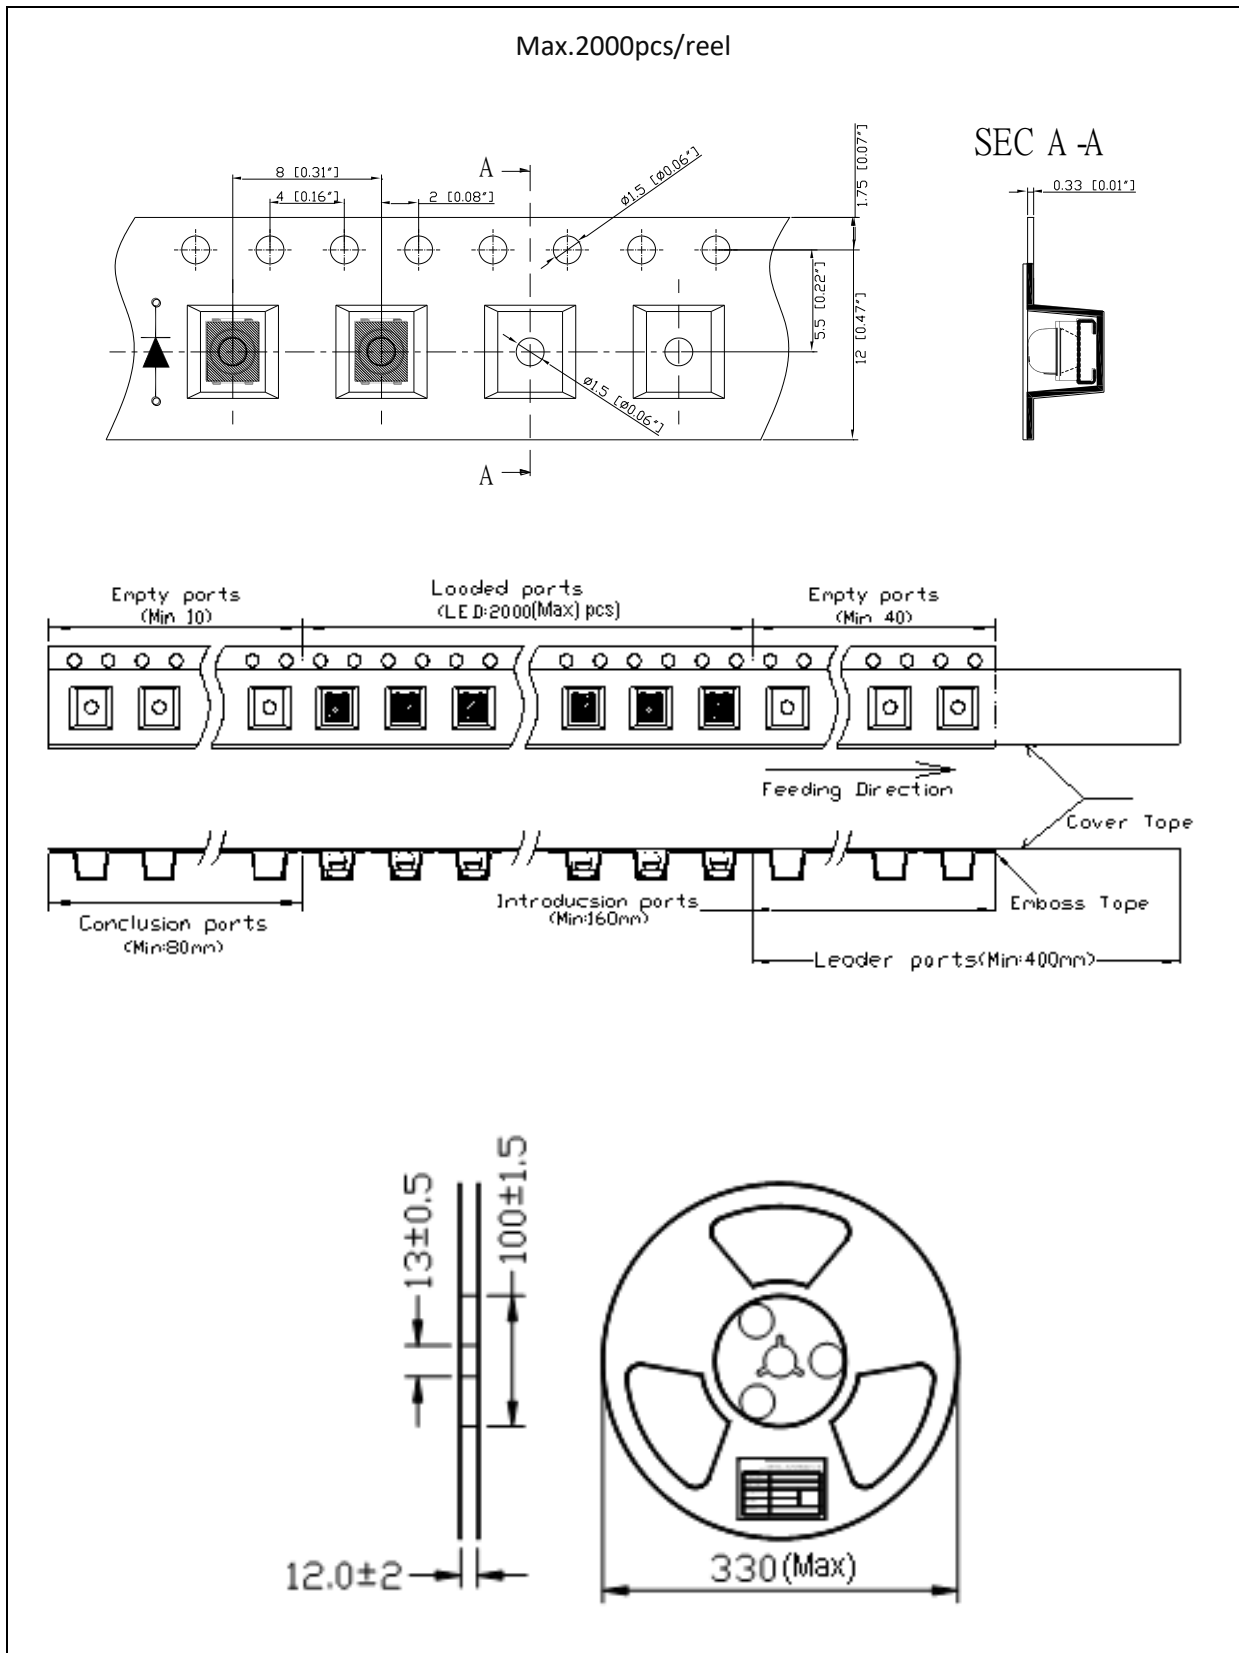 Max.2000pcs/reel
SEC A -A
8 [0.31"]
4 [0.16"]
2 [0.08"]
A
ø1.5 [ø0.06"]
1.75 [0.07"]
0.33 [0.01"]
5.5 [0.22"]
12 [0.47"]
ø1.5 [ø0.06"]
A
Empty ports
(Min 10)
Looded ports
(LED:2000(Max) pcs)
Empty ports
(Min 40)
Feeding Direction
Cover Tope
Conclusion ports
(Min:80mm)
Introducsion ports
(Min:160mm)
Emboss Tope
Leoder ports(Min:400mm)
13±0.5
100±1.5
12.0±2
330(Max)